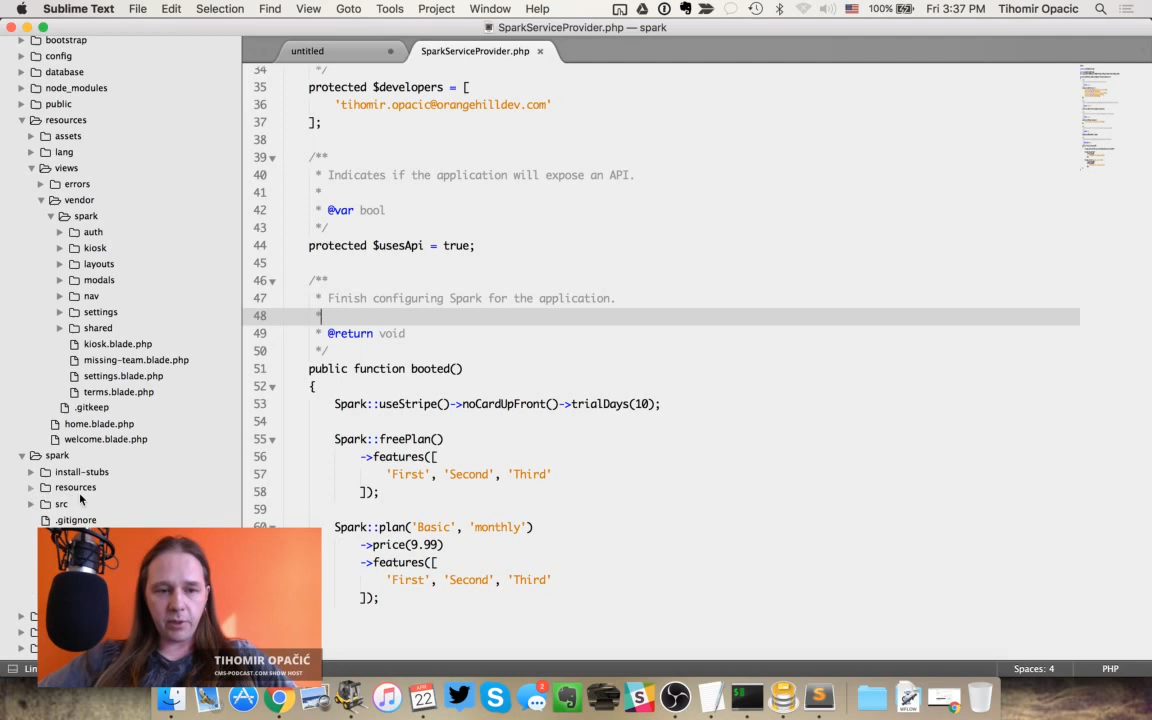 Sublime Text File Edit Selection Find View Goto Tools Project Window Help 100% Fri 3:37 PM Tihomir Opacic
SparkServiceProvider.php — spark
untitled
SparkServiceProvider.php ×
bootstrap
config
database
node_modules
public
resources
assets
lang
views
errors
vendor
spark
auth
kiosk
layouts
modals
nav
settings
shared
kiosk.blade.php
missing-team.blade.php
settings.blade.php
terms.blade.php
.gitkeep
home.blade.php
welcome.blade.php
spark
install-stubs
resources
src
.gitignore
34 */
35 protected $developers = [
36 'tihomir.opacic@orangehilldev.com'
37 ];
38
39 /**
40 * Indicates if the application will expose an API.
41 *
42 * @var bool
43 */
44 protected $usesApi = true;
45
46 /**
47 * Finish configuring Spark for the application.
48 *
49 * @return void
50 */
51 public function booted()
52 {
53 Spark::useStripe()->noCardUpFront()->trialDays(10);
54
55 Spark::freePlan()
56 ->features([
57 'First', 'Second', 'Third'
58 ]);
59
60 Spark::plan('Basic', 'monthly')
->price(9.99)
->features([
'First', 'Second', 'Third'
]);
TIHOMIR OPAČIĆ
CMS-PODCAST.COM SHOW HOST
Lin
Spaces: 4 PHP
APR
22
2
$
WFLOW